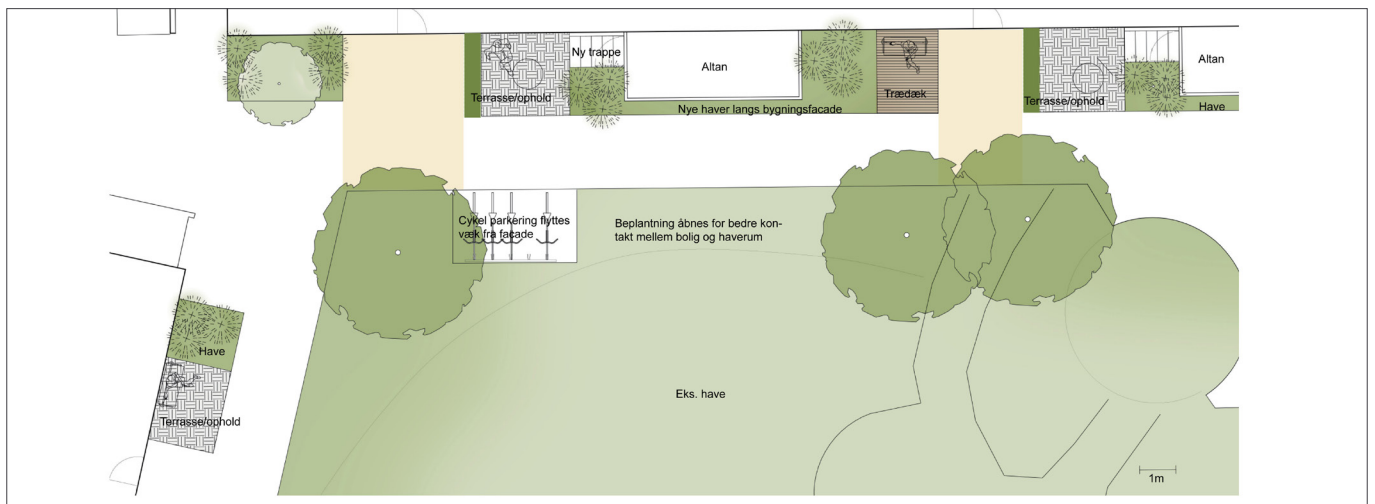 Ny trappe
Altan
Altan
Terrasse/ophold
Trædæk
Terrasse/ophold
Nye haver langs bygningsfacade
Have
Cykel parkering flyttes
væk fra facade
Beplantning åbnes for bedre kon-
takt mellem bolig og haverum
Have
Eks. have
Terrasse/ophold
1m